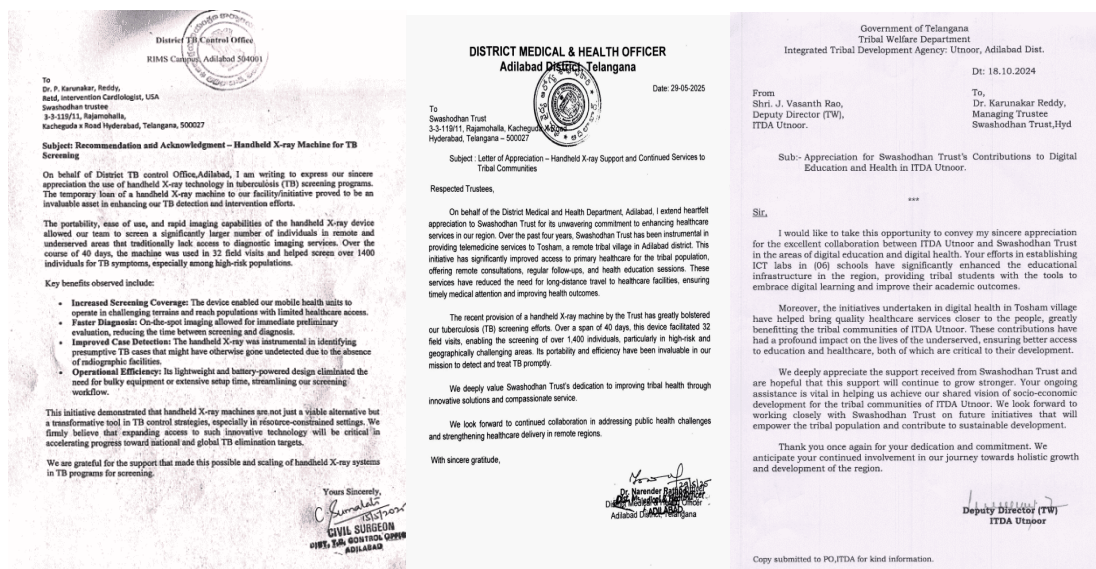 District TB Control Office
RIMS Campus, Adilabad 504001
To
Dr. P. Karunakar, Reddy,
Retd, Intervention Cardiologist, USA
Swashodhan trustee
3-3-119/11, Rajamohalla,
Kacheguda x Road Hyderabad, Telangana, 500027
Subject: Recommendation and Acknowledgment – Handheld X-ray Machine for TB
Screening
On behalf of District TB control Office,Adilabad, I am writing to express our sincere
appreciation the use of handheld X-ray technology in tuberculosis (TB) screening programs.
The temporary loan of a handheld X-ray machine to our facility/initiative proved to be an
invaluable asset in enhancing our TB detection and intervention efforts.
The portability, ease of use, and rapid imaging capabilities of the handheld X-ray device
allowed our team to screen a significantly larger number of individuals in remote and
underserved areas that traditionally lack access to diagnostic imaging services. Over the
course of 40 days, the machine was used in 32 field visits and helped screen over 1400
individuals for TB symptoms, especially among high-risk populations.
Key benefits observed include:
• Increased Screening Coverage: The device enabled our mobile health units to
operate in challenging terrains and reach populations with limited healthcare access.
• Faster Diagnosis: On-the-spot imaging allowed for immediate preliminary
evaluation, reducing the time between screening and diagnosis.
• Improved Case Detection: The handheld X-ray was instrumental in identifying
presumptive TB cases that might have otherwise gone undetected due to the absence
of radiographic facilities.
• Operational Efficiency: Its lightweight and battery-powered design eliminated the
need for bulky equipment or extensive setup time, streamlining our screening
workflow.
This initiative demonstrated that handheld X-ray machines are not just a viable alternative but
a transformative tool in TB control strategies, especially in resource-constrained settings. We
firmly believe that expanding access to such innovative technology will be critical in
accelerating progress toward national and global TB elimination targets.
We are grateful for the support that made this possible and scaling of handheld X-ray systems
in TB programs for screening.
Yours Sincerely,
C. Sumalatha
CIVIL SURGEON
DIST. T.B. CONTROL OFFIC
ADILABAD
DISTRICT MEDICAL & HEALTH OFFICER
Adilabad District, Telangana
Date: 29-05-2025
To
Swashodhan Trust
3-3-119/11, Rajamohalla, Kacheguda X Road
Hyderabad, Telangana – 500027
Subject : Letter of Appreciation – Handheld X-ray Support and Continued Services to
Tribal Communities
Respected Trustees,
On behalf of the District Medical and Health Department, Adilabad, I extend heartfelt
appreciation to Swashodhan Trust for its unwavering commitment to enhancing healthcare
services in our region. Over the past four years, Swashodhan Trust has been instrumental in
providing telemedicine services to Tosham, a remote tribal village in Adilabad district. This
initiative has significantly improved access to primary healthcare for the tribal population,
offering remote consultations, regular follow-ups, and health education sessions. These
services have reduced the need for long-distance travel to healthcare facilities, ensuring
timely medical attention and improving health outcomes.
The recent provision of a handheld X-ray machine by the Trust has greatly bolstered
our tuberculosis (TB) screening efforts. Over a span of 40 days, this device facilitated 32
field visits, enabling the screening of over 1,400 individuals, particularly in high-risk and
geographically challenging areas. Its portability and efficiency have been invaluable in our
mission to detect and treat TB promptly.
We deeply value Swashodhan Trust's dedication to improving tribal health through
innovative solutions and compassionate service.
We look forward to continued collaboration in addressing public health challenges
and strengthening healthcare delivery in remote regions.
With sincere gratitude,
29/5/25
Dr. Narender Rathod
District Medical & Health Officer
Adilabad District, Telangana
ADILABAD
Government of Telangana
Tribal Welfare Department
Integrated Tribal Development Agency: Utnoor, Adilabad Dist.
Dt: 18.10.2024
From
Shri. J. Vasanth Rao,
Deputy Director (TW),
ITDA Utnoor.
To,
Dr. Karunakar Reddy,
Managing Trustee
Swashodhan Trust,Hyd
Sub:- Appreciation for Swashodhan Trust's Contributions to Digital
Education and Health in ITDA Utnoor.
***
Sir,
I would like to take this opportunity to convey my sincere appreciation
for the excellent collaboration between ITDA Utnoor and Swashodhan Trust
in the areas of digital education and digital health. Your efforts in establishing
ICT labs in (06) schools have significantly enhanced the educational
infrastructure in the region, providing tribal students with the tools to
embrace digital learning and improve their academic outcomes.
Moreover, the initiatives undertaken in digital health in Tosham village
have helped bring quality healthcare services closer to the people, greatly
benefitting the tribal communities of ITDA Utnoor. These contributions have
had a profound impact on the lives of the underserved, ensuring better access
to education and healthcare, both of which are critical to their development.
We deeply appreciate the support received from Swashodhan Trust and
are hopeful that this support will continue to grow stronger. Your ongoing
assistance is vital in helping us achieve our shared vision of socio-economic
development for the tribal communities of ITDA Utnoor. We look forward to
working closely with Swashodhan Trust on future initiatives that will
empower the tribal population and contribute to sustainable development.
Thank you once again for your dedication and commitment. We
anticipate your continued involvement in our journey towards holistic growth
and development of the region.
Deputy Director (TW)
ITDA Utnoor
Copy submitted to PO,ITDA for kind information.